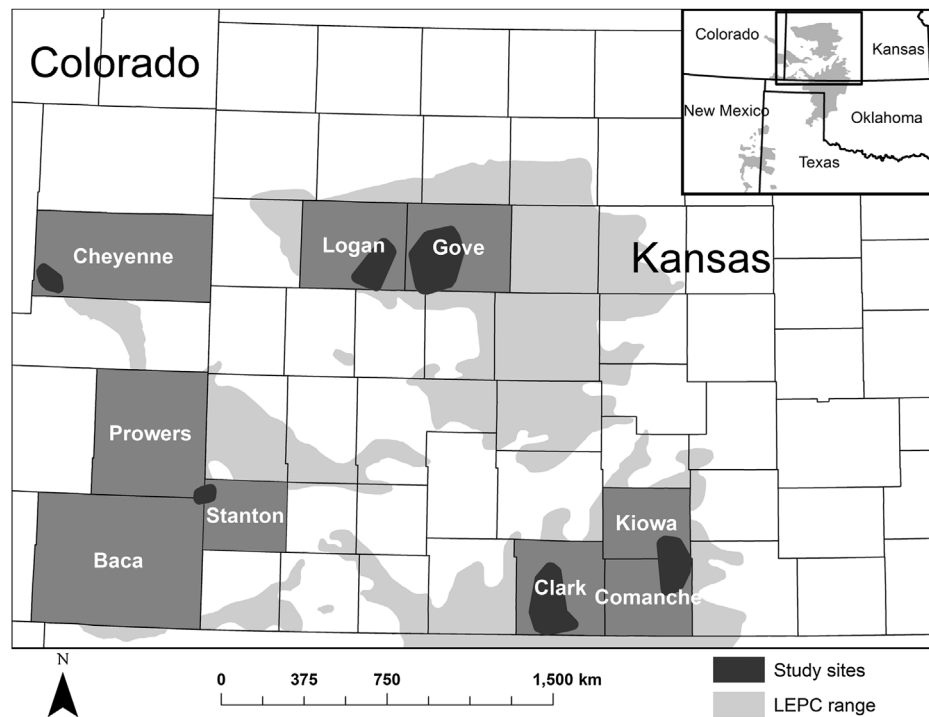 Colorado
Kansas
Colorado
Kansas
New Mexico
Oklahoma
Texas
Cheyenne
Logan
Gove
Prowers
Stanton
Baca
Kiowa
Clark
Comanche
N
0 375 750 1,500 km
Study sites
LEPC range